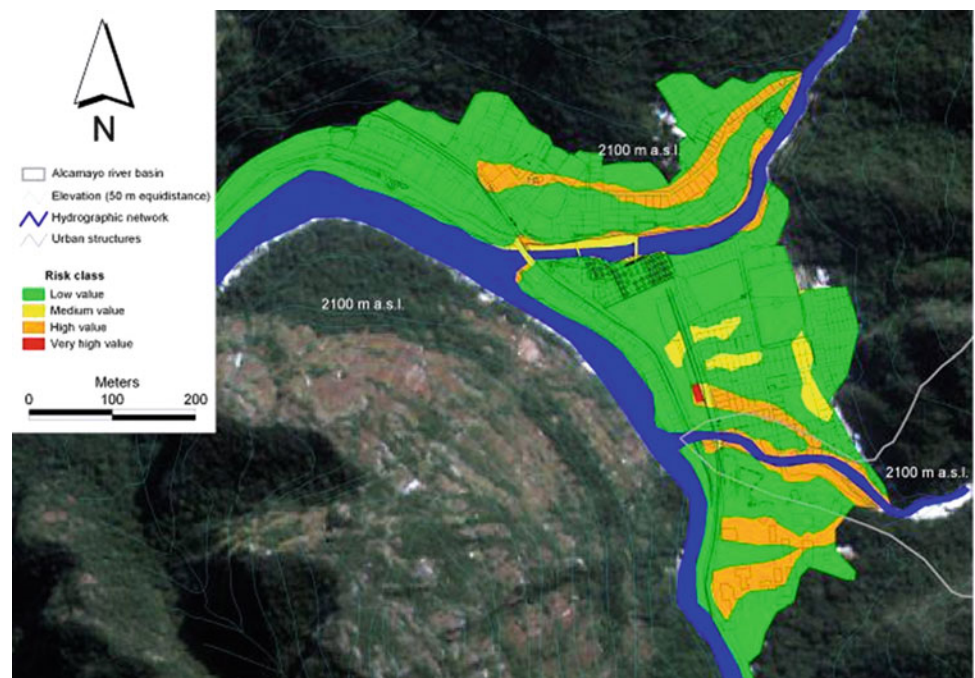 N
Alcamayo river basin
Elevation (50 m equidistance)
Hydrographic network
Urban structures
Risk class
Low value
Medium value
High value
Very high value
Meters
0 100 200
2100 m a.s.l.
2100 m a.s.l.
2100 m a.s.l.